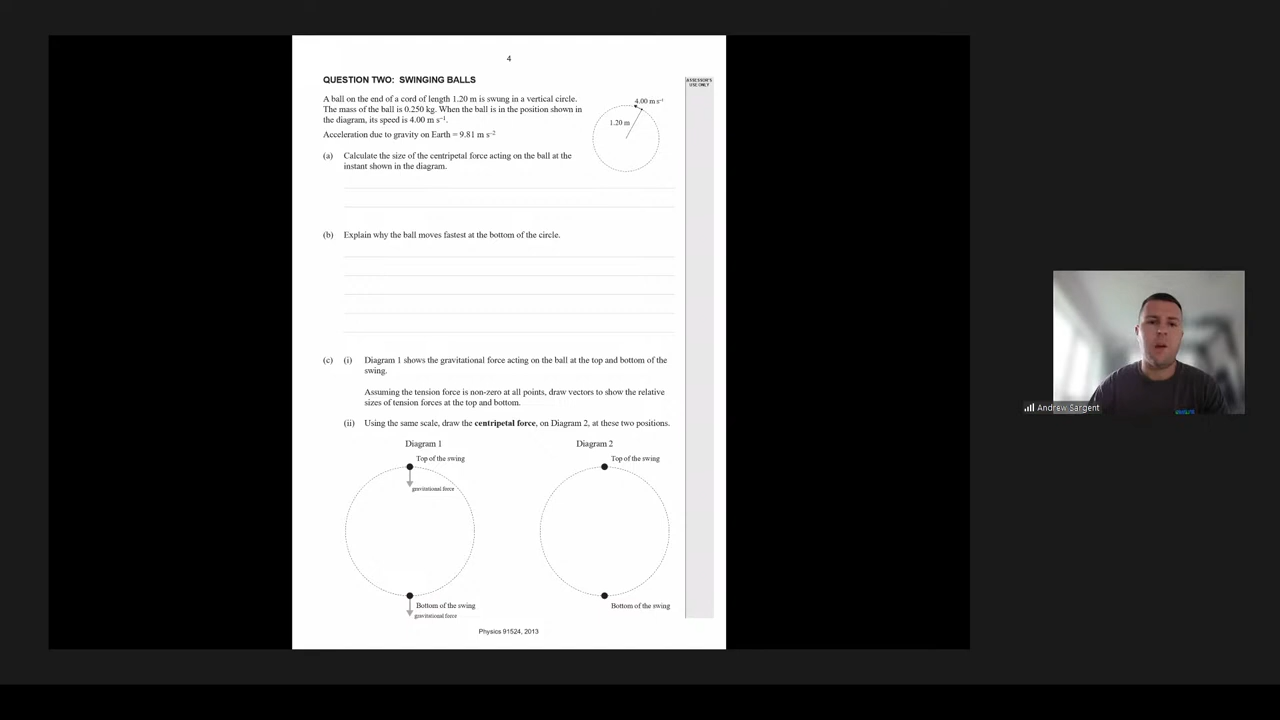 4
QUESTION TWO: SWINGING BALLS
ASSESSOR'S
USE ONLY
A ball on the end of a cord of length 1.20 m is swung in a vertical circle.
The mass of the ball is 0.250 kg. When the ball is in the position shown in
the diagram, its speed is 4.00 m s⁻¹.
4.00 m s⁻¹
1.20 m
Acceleration due to gravity on Earth = 9.81 m s⁻²
(a) Calculate the size of the centripetal force acting on the ball at the
instant shown in the diagram.
(b) Explain why the ball moves fastest at the bottom of the circle.
(c) (i) Diagram 1 shows the gravitational force acting on the ball at the top and bottom of the
swing.
Assuming the tension force is non-zero at all points, draw vectors to show the relative
sizes of tension forces at the top and bottom.
(ii) Using the same scale, draw the centripetal force, on Diagram 2, at these two positions.
Diagram 1
Top of the swing
gravitational force
Bottom of the swing
gravitational force
Diagram 2
Top of the swing
Bottom of the swing
Physics 91524, 2013
Andrew Sargent